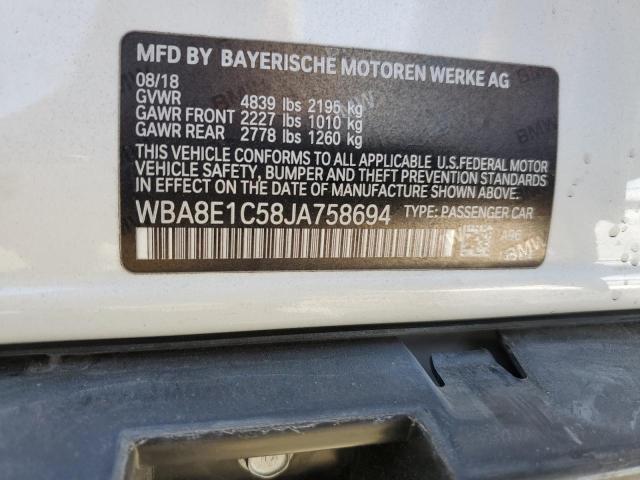 MFD BY BAYERISCHE MOTOREN WERKE AG
08/18
GVWR 4839 lbs 2195 kg
GAWR FRONT 2227 lbs 1010 kg
GAWR REAR 2778 lbs 1260 kg
THIS VEHICLE CONFORMS TO ALL APPLICABLE U.S.FEDERAL MOTOR
VEHICLE SAFETY, BUMPER, AND THEFT PREVENTION
STANDARDS IN EFFECT ON THE DATE OF MANUFACTURE SHOWN ABOVE.
WBA8E1C58JA758694 TYPE: PASSENGER CAR
A96
BMW